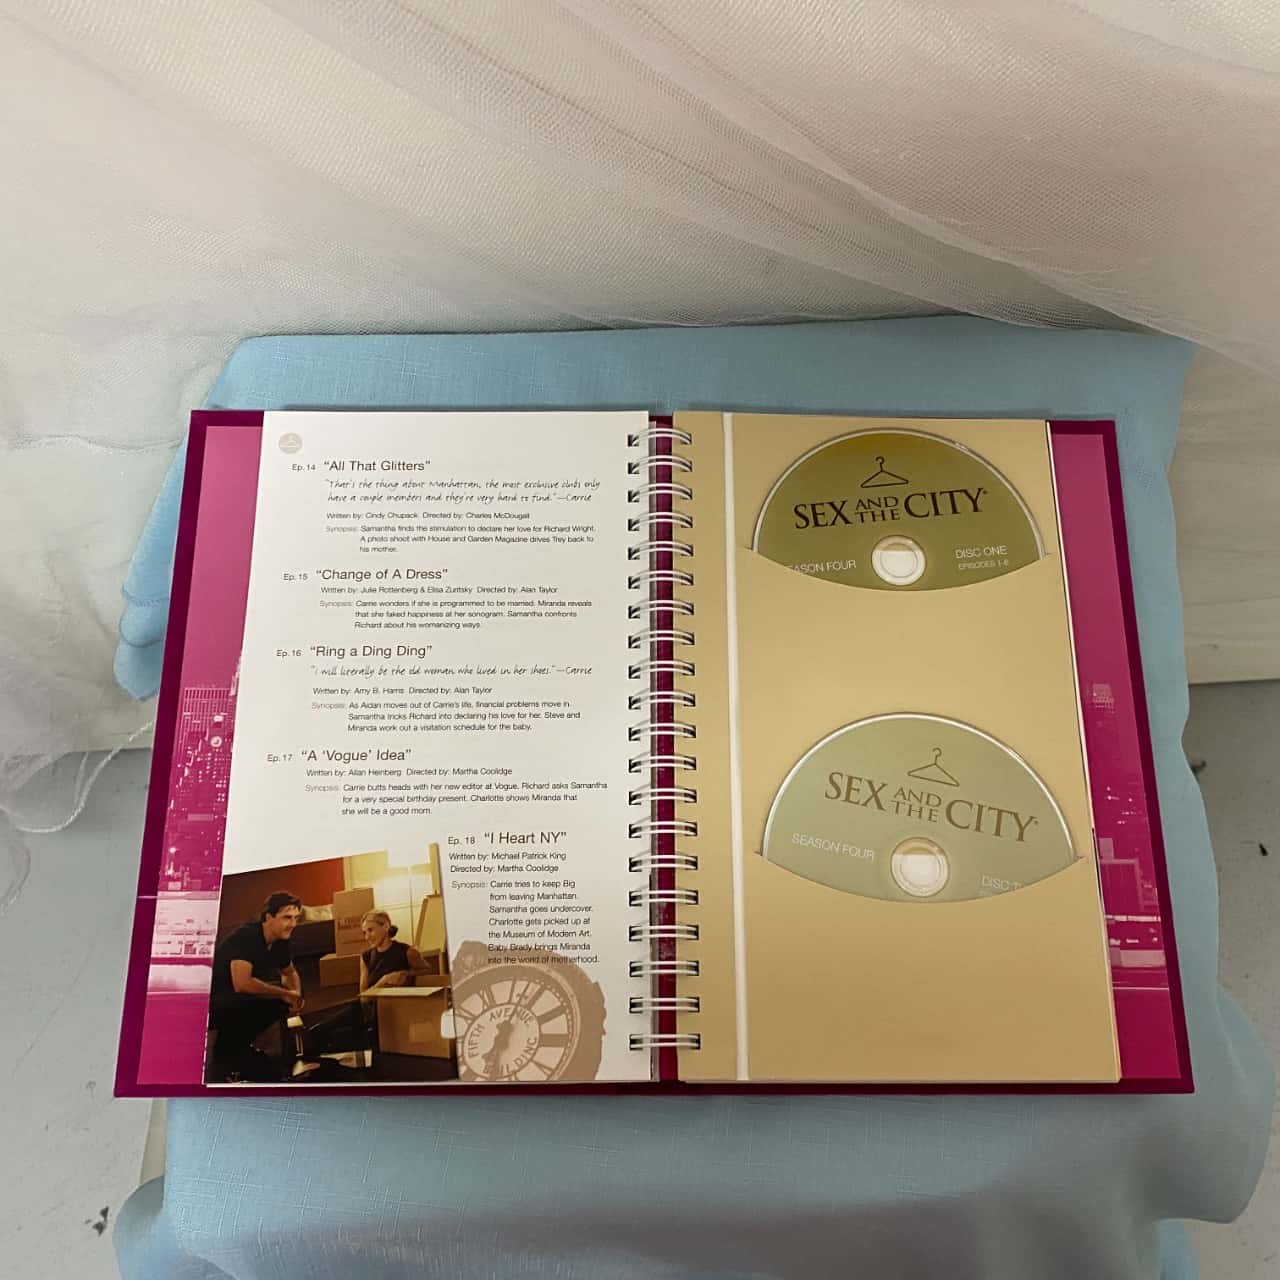 Ep. 14 "All That Glitters"
"That's the thing about Manhattan, the most exclusive clubs only
have a couple members and they're very hard to find."—Carrie
Written by: Cindy Chupack Directed by: Charles McDougall
Synopsis: Samantha finds the stimulation to declare her love for Richard Wright.
A photo shoot with House and Garden Magazine drives Trey back to
his mother.
Ep. 15 "Change of A Dress"
Written by: Julie Rottenberg & Elisa Zuritsky Directed by: Alan Taylor
Synopsis: Carrie wonders if she is programmed to be married. Miranda reveals
that she faked happiness at her sonogram. Samantha confronts
Richard about his womanizing ways.
Ep. 16 "Ring a Ding Ding"
"I will literally be the old woman who lived in her shoes."—Carrie
Written by: Amy B. Harris Directed by: Alan Taylor
Synopsis: As Aidan moves out of Carrie's life, financial problems move in.
Samantha tricks Richard into declaring his love for her. Steve and
Miranda work out a visitation schedule for the baby.
Ep. 17 "A 'Vogue' Idea"
Written by: Allan Heinberg Directed by: Martha Coolidge
Synopsis: Carrie butts heads with her new editor at Vogue. Richard asks Samantha
for a very special birthday present. Charlotte shows Miranda that
she will be a good mom.
Ep. 18 "I Heart NY"
Written by: Michael Patrick King
Directed by: Martha Coolidge
Synopsis: Carrie tries to keep Big
from leaving Manhattan.
Samantha goes undercover.
Charlotte gets picked up at
the Museum of Modern Art.
Baby Brady brings Miranda
into the world of motherhood.
FIFTH AVENUE
BUILDING
SEX AND THE CITY®
SEASON FOUR
DISC ONE
EPISODES 1-6
SEX AND THE CITY®
SEASON FOUR
DISC